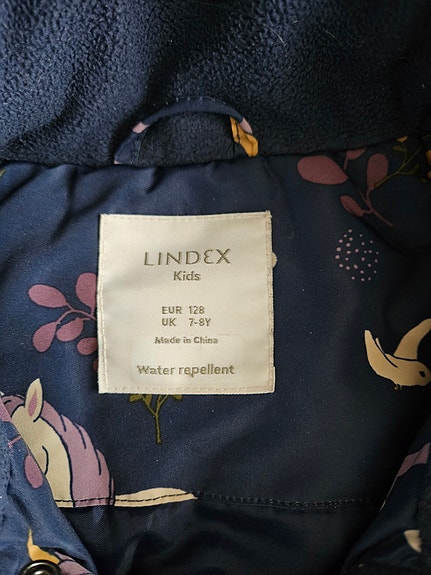 LINDEX
Kids
EUR 128
UK 7-8Y
Made in China
Water repellent